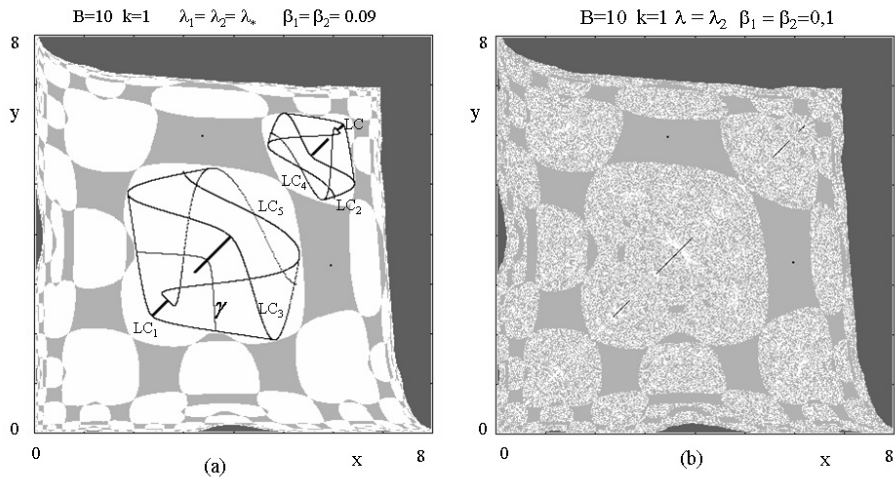 B=10 k=1 λ₁= λ₂= λ* β₁= β₂= 0.09
8
y
LC
LC₄
LC₂
LC₅
γ
LC₃
LC₁
0
0
x
8
(a)
B=10 k=1 λ = λ₂ β₁ = β₂=0,1
8
y
0
0
x
8
(b)